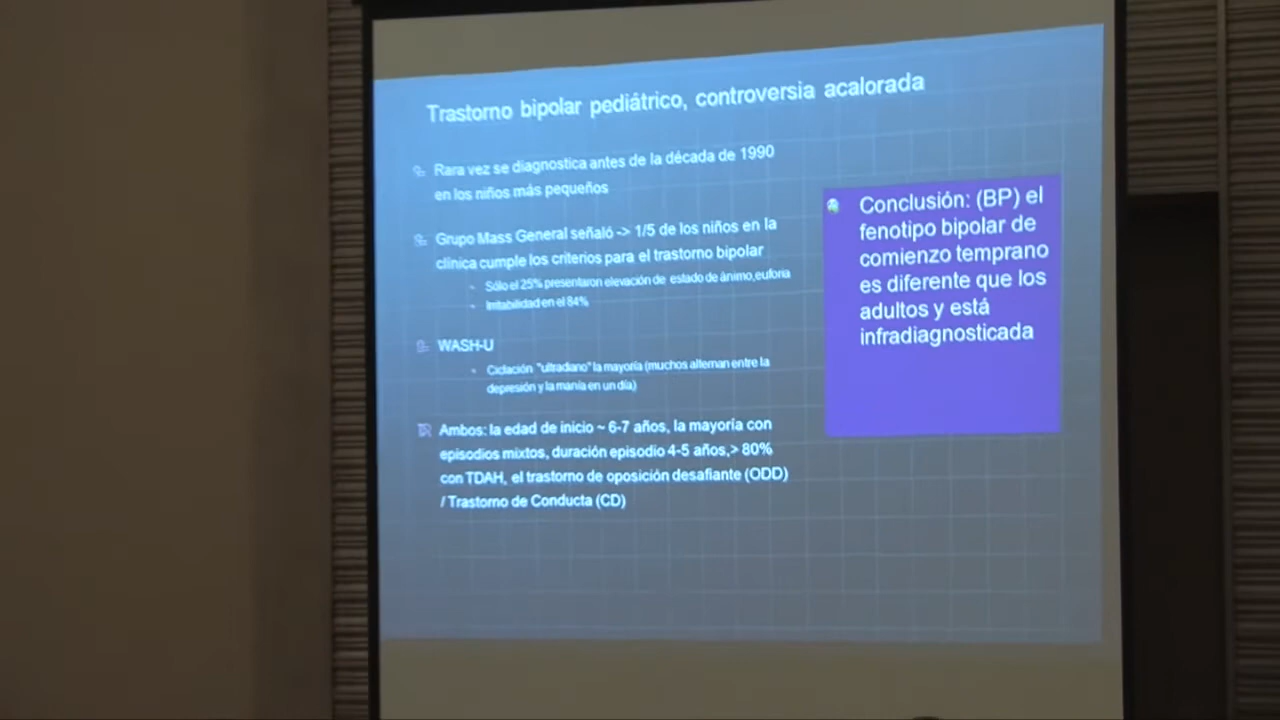 Trastorno bipolar pediátrico, controversia acalorada
Rara vez se diagnostica antes de la década de 1990
en los niños más pequeños
Grupo Mass General señaló -> 1/5 de los niños en la
clínica cumple los criterios para el trastorno bipolar
Sólo el 25% presentaron elevación de estado de ánimo,euforia
Irritabilidad en el 84%
WASH-U
Ciclación "ultradiano" la mayoría (muchos alternan entre la
depresión y la manía en un día)
Ambos: la edad de inicio ~ 6-7 años, la mayoría con
episodios mixtos, duración episodio 4-5 años,> 80%
con TDAH, el trastorno de oposición desafiante (ODD)
/ Trastorno de Conducta (CD)
Conclusión: (BP) el
fenotipo bipolar de
comienzo temprano
es diferente que los
adultos y está
infradiagnosticada